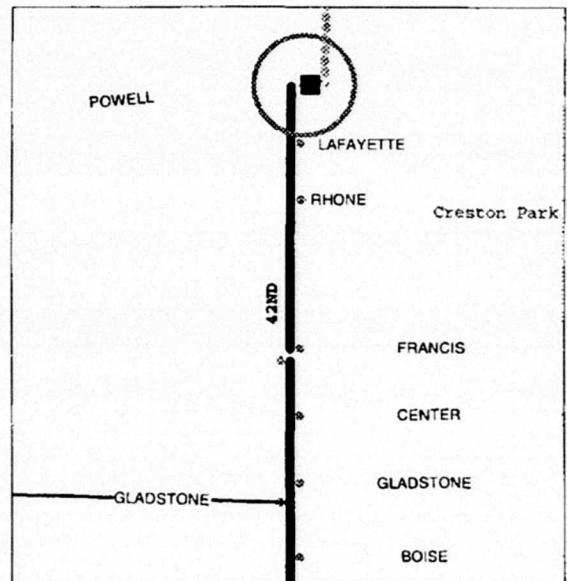 POWELL
LAFAYETTE
RHONE
Creston Park
42ND
FRANCIS
CENTER
GLADSTONE
GLADSTONE
BOISE